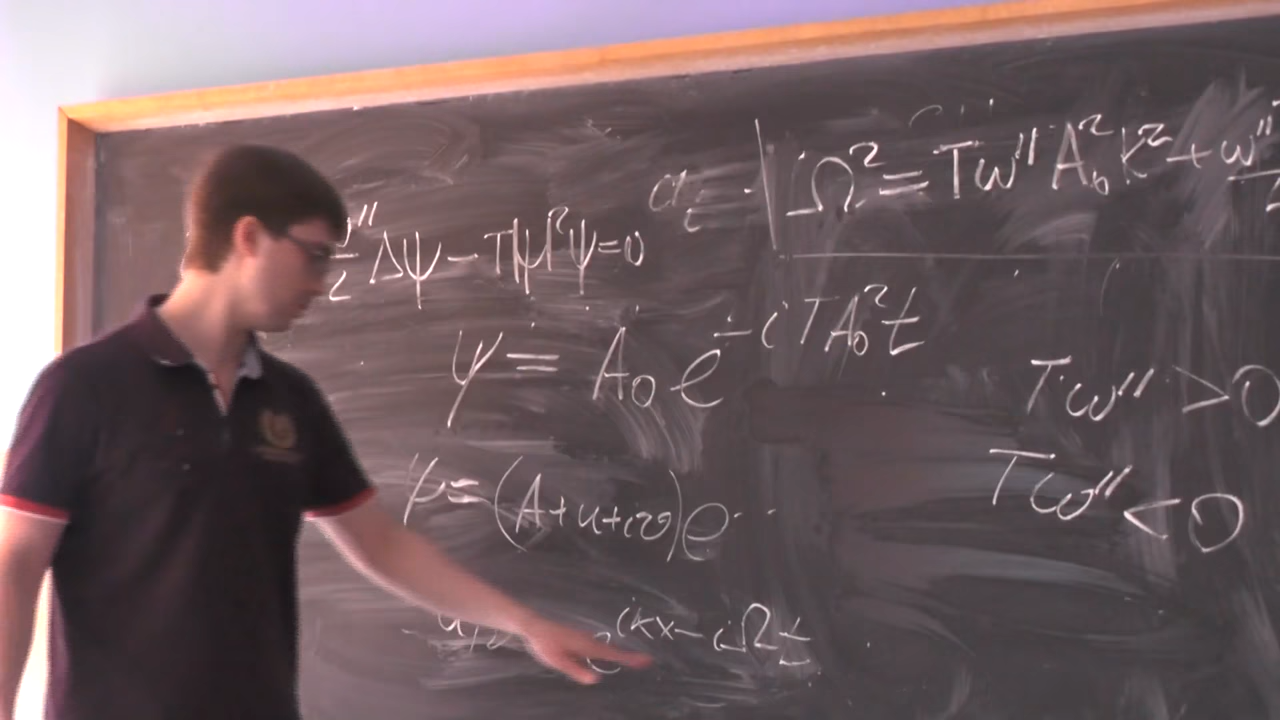 ω''/2 Δψ - T|ψ|²ψ=0
Ω² = Tω'' A₀² k² + ω''
ψ = A₀ e^{-iTA₀²t}
Tω'' > 0
ψ = (A+u+iv)e^{...}
Tω'' < 0
e^{ikx-iΩt}